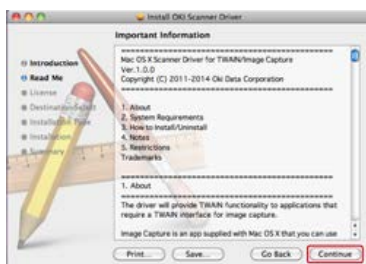 Install OKI Scanner Driver
Important Information
Introduction
Read Me
License
Destination Select
Installation Type
Installation
Summary
==================================================
Mac OS X Scanner Driver for TWAIN/Image Capture
Ver.1.0.0
Copyright (C) 2011-2014 Oki Data Corporation
==================================================
1. About
2. System Requirements
3. How to Install/Uninstall
4. Notes
5. Restrictions
Trademarks
==================================================
1. About
==================================================
The driver will provide TWAIN functionality to applications that
require a TWAIN interface for image capture.
Image Capture is an app supplied with Mac OS X that you can use
Print...
Save...
Go Back
Continue